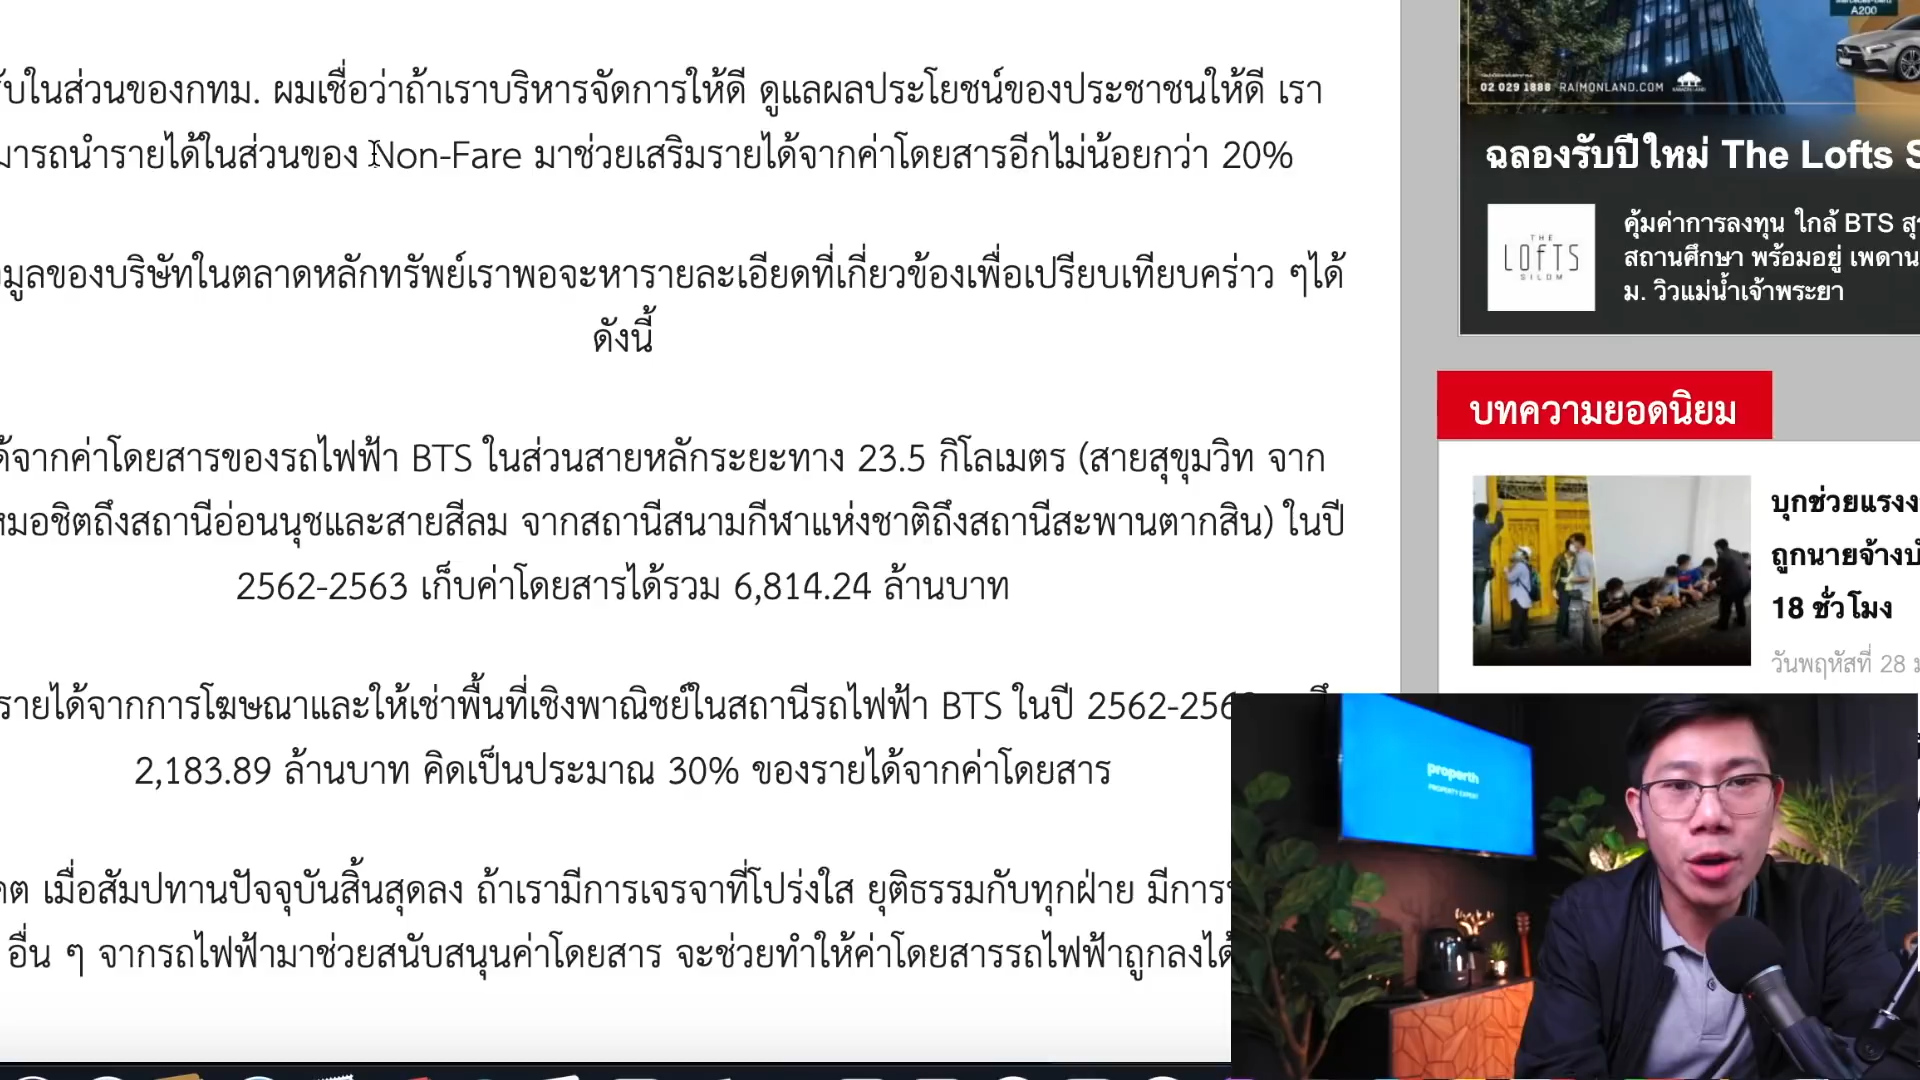 ับในส่วนของกทม. ผมเชื่อว่าถ้าเราบริหารจัดการให้ดี ดูแลผลประโยชน์ของประชาชนให้ดี เรา
มารถนำรายได้ในส่วนของ Non-Fare มาช่วยเสริมรายได้จากค่าโดยสารอีกไม่น้อยกว่า 20%
มูลของบริษัทในตลาดหลักทรัพย์เราพอจะหารายละเอียดที่เกี่ยวข้องเพื่อเปรียบเทียบคร่าว ๆได้
ดังนี้
ด้จากค่าโดยสารของรถไฟฟ้า BTS ในส่วนสายหลักระยะทาง 23.5 กิโลเมตร (สายสุขุมวิท จาก
หมอชิตถึงสถานีอ่อนนุชและสายสีลม จากสถานีสนามกีฬาแห่งชาติถึงสถานีสะพานตากสิน) ในปี
2562-2563 เก็บค่าโดยสารได้รวม 6,814.24 ล้านบาท
รายได้จากการโฆษณาและให้เช่าพื้นที่เชิงพาณิชย์ในสถานีรถไฟฟ้า BTS ในปี 2562-256
2,183.89 ล้านบาท คิดเป็นประมาณ 30% ของรายได้จากค่าโดยสาร
คต เมื่อสัมปทานปัจจุบันสิ้นสุดลง ถ้าเรามีการเจรจาที่โปร่งใส ยุติธรรมกับทุกฝ่าย มีการ
อื่น ๆ จากรถไฟฟ้ามาช่วยสนับสนุนค่าโดยสาร จะช่วยทำให้ค่าโดยสารรถไฟฟ้าถูกลงได้
A200
02 029 1888 RAIMONLAND.COM
ฉลองรับปีใหม่ The Lofts S
THE
LOfTS
SILOM
คุ้มค่าการลงทุน ใกล้ BTS สุ
สถานศึกษา พร้อมอยู่ เพดาน
ม. วิวแม่น้ำเจ้าพระยา
บทความยอดนิยม
บุกช่วยแรงง
ถูกนายจ้างบั
18 ชั่วโมง
วันพฤหัสที่ 28 ม
properth
PROPERTY EXPERT